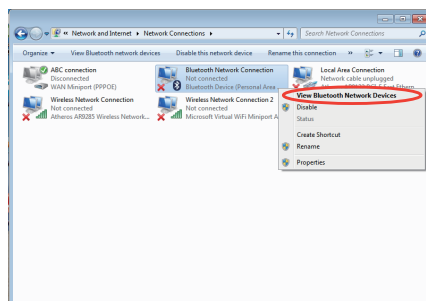 « Network and Internet ▸ Network Connections ▸
Search Network Connections
Organize ▾ View Bluetooth network devices Disable this network device Rename this connection »
ABC connection
Disconnected
WAN Miniport (PPPOE)
Bluetooth Network Connection
Not connected
Bluetooth Device (Personal Area ...
Local Area Connection
Network cable unplugged
Wireless Network Connection
Not connected
Atheros AR9285 Wireless Network...
Wireless Network Connection 2
Not connected
Microsoft Virtual WiFi Miniport A
View Bluetooth Network Devices
Disable
Status
Create Shortcut
Rename
Properties